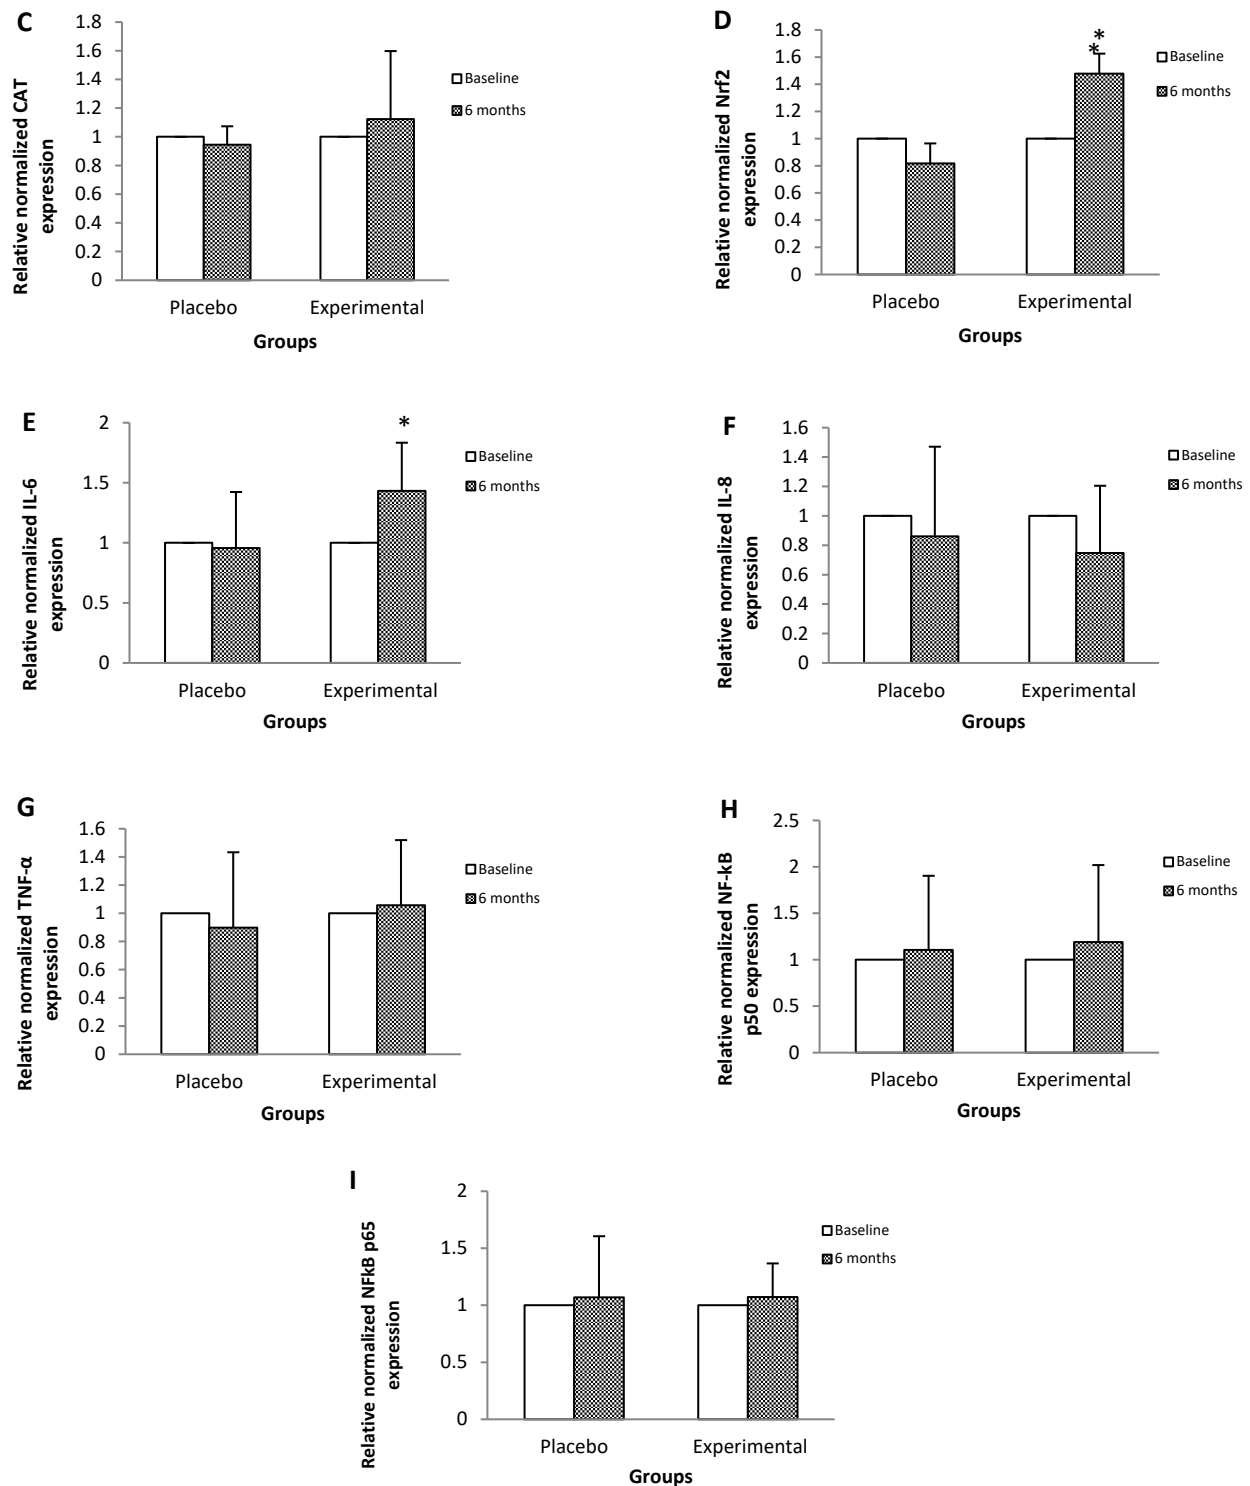 C
Relative normalized CAT
expression
1.8
1.6
1.4
1.2
1
0.8
0.6
0.4
0.2
0
Placebo
Experimental
Groups
Baseline
6 months
D
Relative normalized Nrf2
expression
1.8
1.6
1.4
1.2
1
0.8
0.6
0.4
0.2
0
*
*
Placebo
Experimental
Groups
Baseline
6 months
E
Relative normalized IL-6
expression
2
1.5
1
0.5
0
*
Placebo
Experimental
Groups
Baseline
6 months
F
Relative normalized IL-8
expression
1.6
1.4
1.2
1
0.8
0.6
0.4
0.2
0
Placebo
Experimental
Groups
Baseline
6 months
G
Relative normalized TNF-α
expression
1.6
1.4
1.2
1
0.8
0.6
0.4
0.2
0
Placebo
Experimental
Groups
Baseline
6 months
H
Relative normalized NF-kB
p50 expression
2.5
2
1.5
1
0.5
0
Placebo
Experimental
Groups
Baseline
6 months
I
Relative normalized NFkB p65
expression
2
1.5
1
0.5
0
Placebo
Experimental
Groups
Baseline
6 months